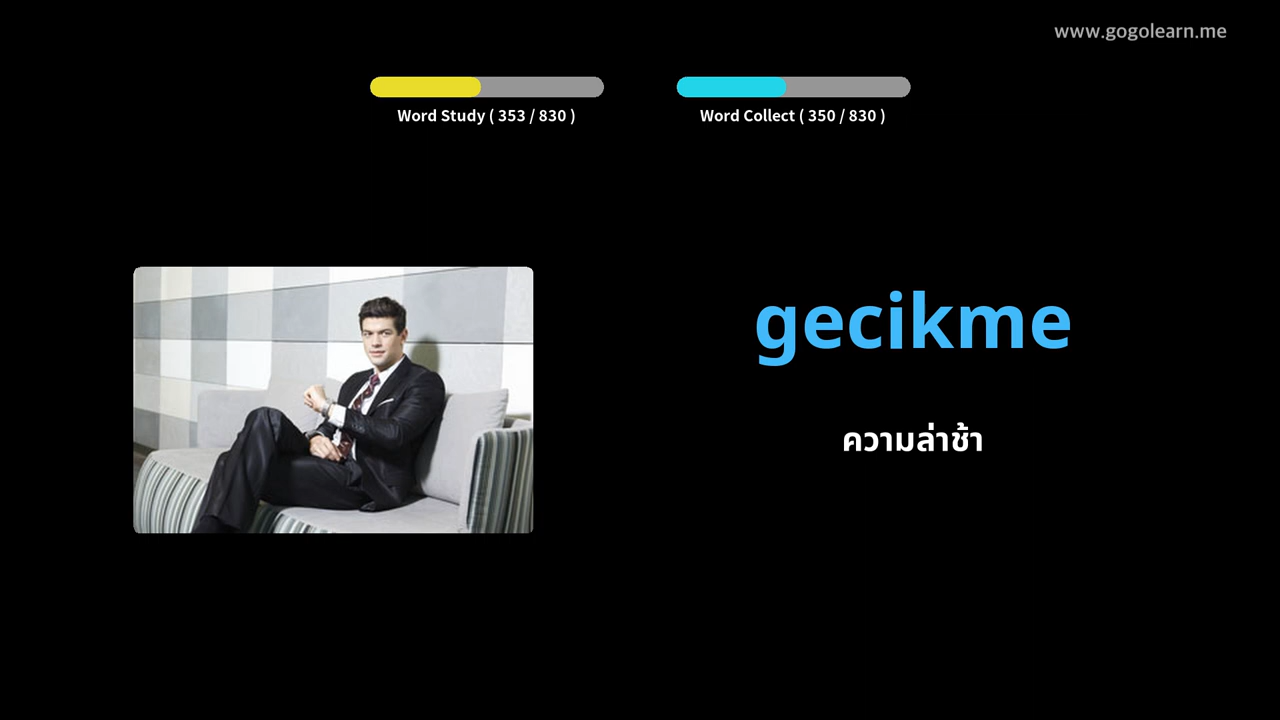 www.gogolearn.me
Word Study ( 353 / 830 )
Word Collect ( 350 / 830 )
gecikme
ความล่าช้า